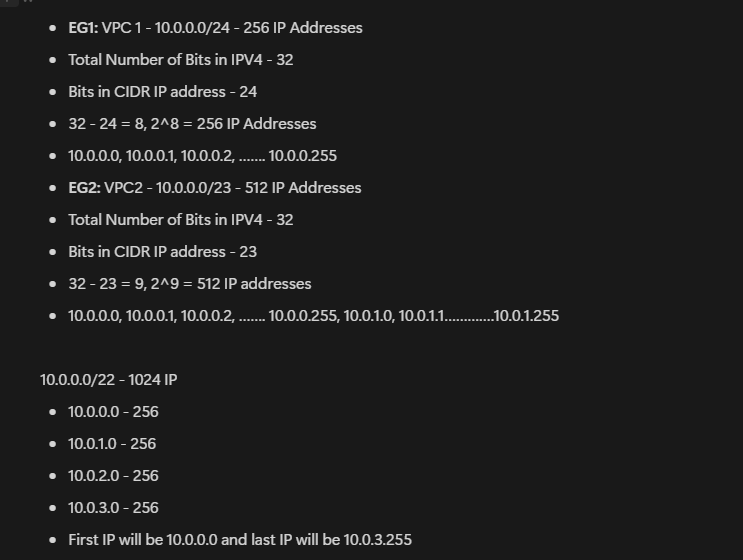 EG1: VPC 1 - 10.0.0.0/24 - 256 IP Addresses
Total Number of Bits in IPV4 - 32
Bits in CIDR IP address - 24
32 - 24 = 8, 2^8 = 256 IP Addresses
10.0.0.0, 10.0.0.1, 10.0.0.2, ....... 10.0.0.255
EG2: VPC2 - 10.0.0.0/23 - 512 IP Addresses
Total Number of Bits in IPV4 - 32
Bits in CIDR IP address - 23
32 - 23 = 9, 2^9 = 512 IP addresses
10.0.0.0, 10.0.0.1, 10.0.0.2, ....... 10.0.0.255, 10.0.1.0, 10.0.1.1.............10.0.1.255
10.0.0.0/22 - 1024 IP
10.0.0.0 - 256
10.0.1.0 - 256
10.0.2.0 - 256
10.0.3.0 - 256
First IP will be 10.0.0.0 and last IP will be 10.0.3.255